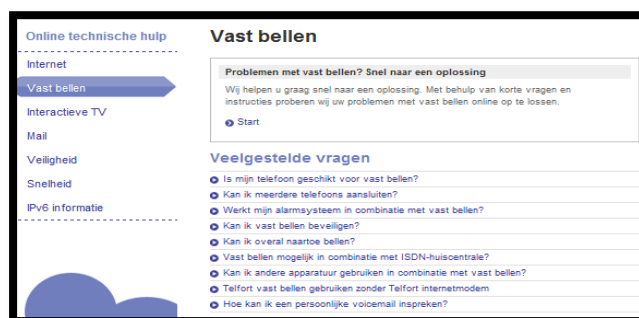 Online technische hulp
Internet
Vast bellen
Interactieve TV
Mail
Veiligheid
Snelheid
IPv6 informatie
Vast bellen
Problemen met vast bellen? Snel naar een oplossing
Wij helpen u graag snel naar een oplossing. Met behulp van korte vragen en
instructies proberen wij uw problemen met vast bellen online op te lossen.
Start
Veelgestelde vragen
Is mijn telefoon geschikt voor vast bellen?
Kan ik meerdere telefoons aansluiten?
Werkt mijn alarmsysteem in combinatie met vast bellen?
Kan ik vast bellen beveiligen?
Kan ik overal naartoe bellen?
Vast bellen mogelijk in combinatie met ISDN-huiscentrale?
Kan ik andere apparatuur gebruiken in combinatie met vast bellen?
Telfort vast bellen gebruiken zonder Telfort internetmodem
Hoe kan ik een persoonlijke voicemail inspreken?